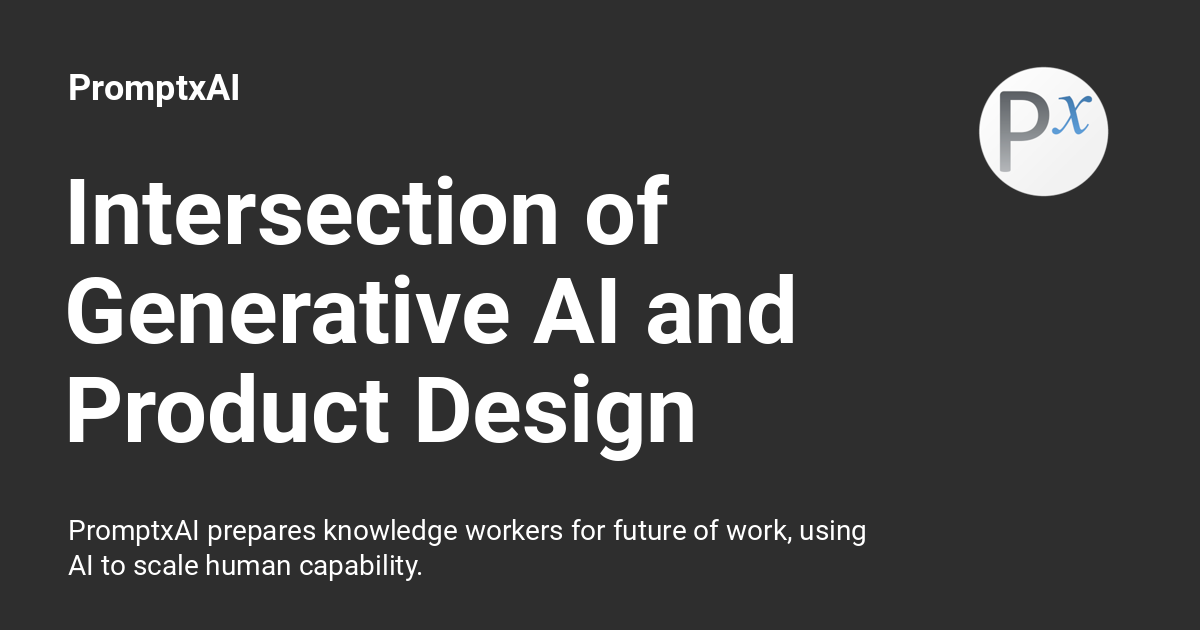 PromptxAI
Px
Intersection of
Generative AI and
Product Design
PromptxAI prepares knowledge workers for future of work, using
AI to scale human capability.